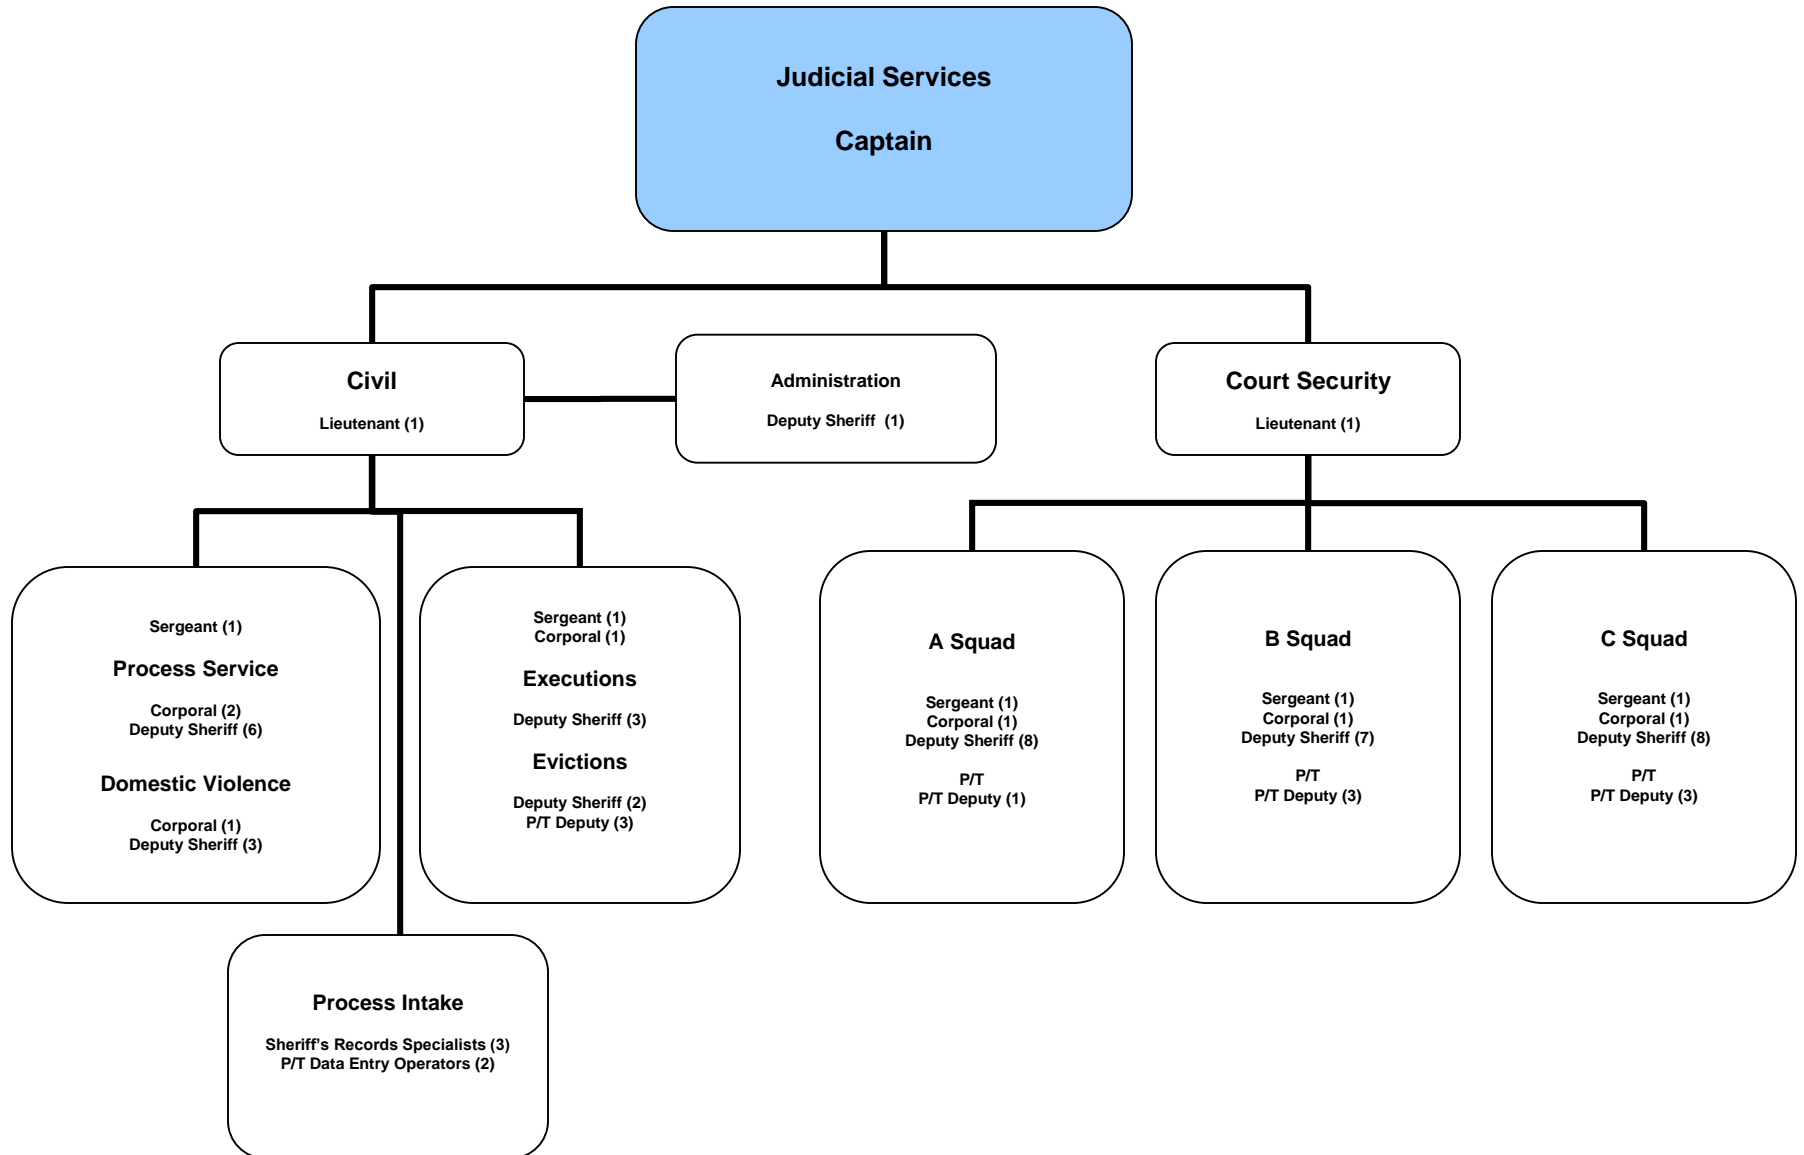 Judicial Services
Captain
Civil
Lieutenant (1)
Administration
Deputy Sheriff  (1)
Court Security
Lieutenant (1)
Sergeant (1)
Process Service
Corporal (2)
Deputy Sheriff (6)
Domestic Violence
Corporal (1)
Deputy Sheriff (3)
Sergeant (1)
Corporal (1)
Executions
Deputy Sheriff (3)
Evictions
Deputy Sheriff (2)
P/T Deputy (3)
A Squad
Sergeant (1)
Corporal (1)
Deputy Sheriff (8)
P/T
P/T Deputy (1)
B Squad
Sergeant (1)
Corporal (1)
Deputy Sheriff (7)
P/T
P/T Deputy (3)
C Squad
Sergeant (1)
Corporal (1)
Deputy Sheriff (8)
P/T
P/T Deputy (3)
Process Intake
Sheriff’s Records Specialists (3)
P/T Data Entry Operators (2)